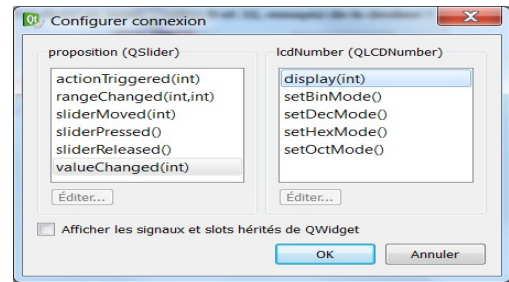 Configurer connexion
proposition (QSlider)
actionTriggered(int)
rangeChanged(int,int)
sliderMoved(int)
sliderPressed()
sliderReleased()
valueChanged(int)
Éditer...
lcdNumber (QLCDNumber)
display(int)
setBinMode()
setDecMode()
setHexMode()
setOctMode()
Éditer...
Afficher les signaux et slots hérités de QWidget
OK
Annuler